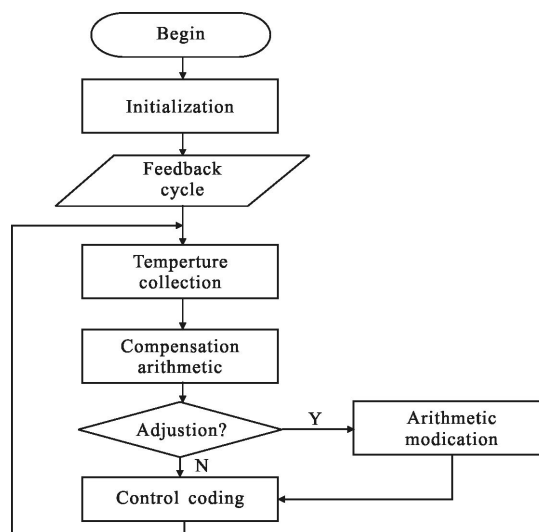 Begin
Initialization
Feedback
cycle
Temperture
collection
Compensation
arithmetic
Adjustion?
Y
Arithmetic
modication
N
Control coding